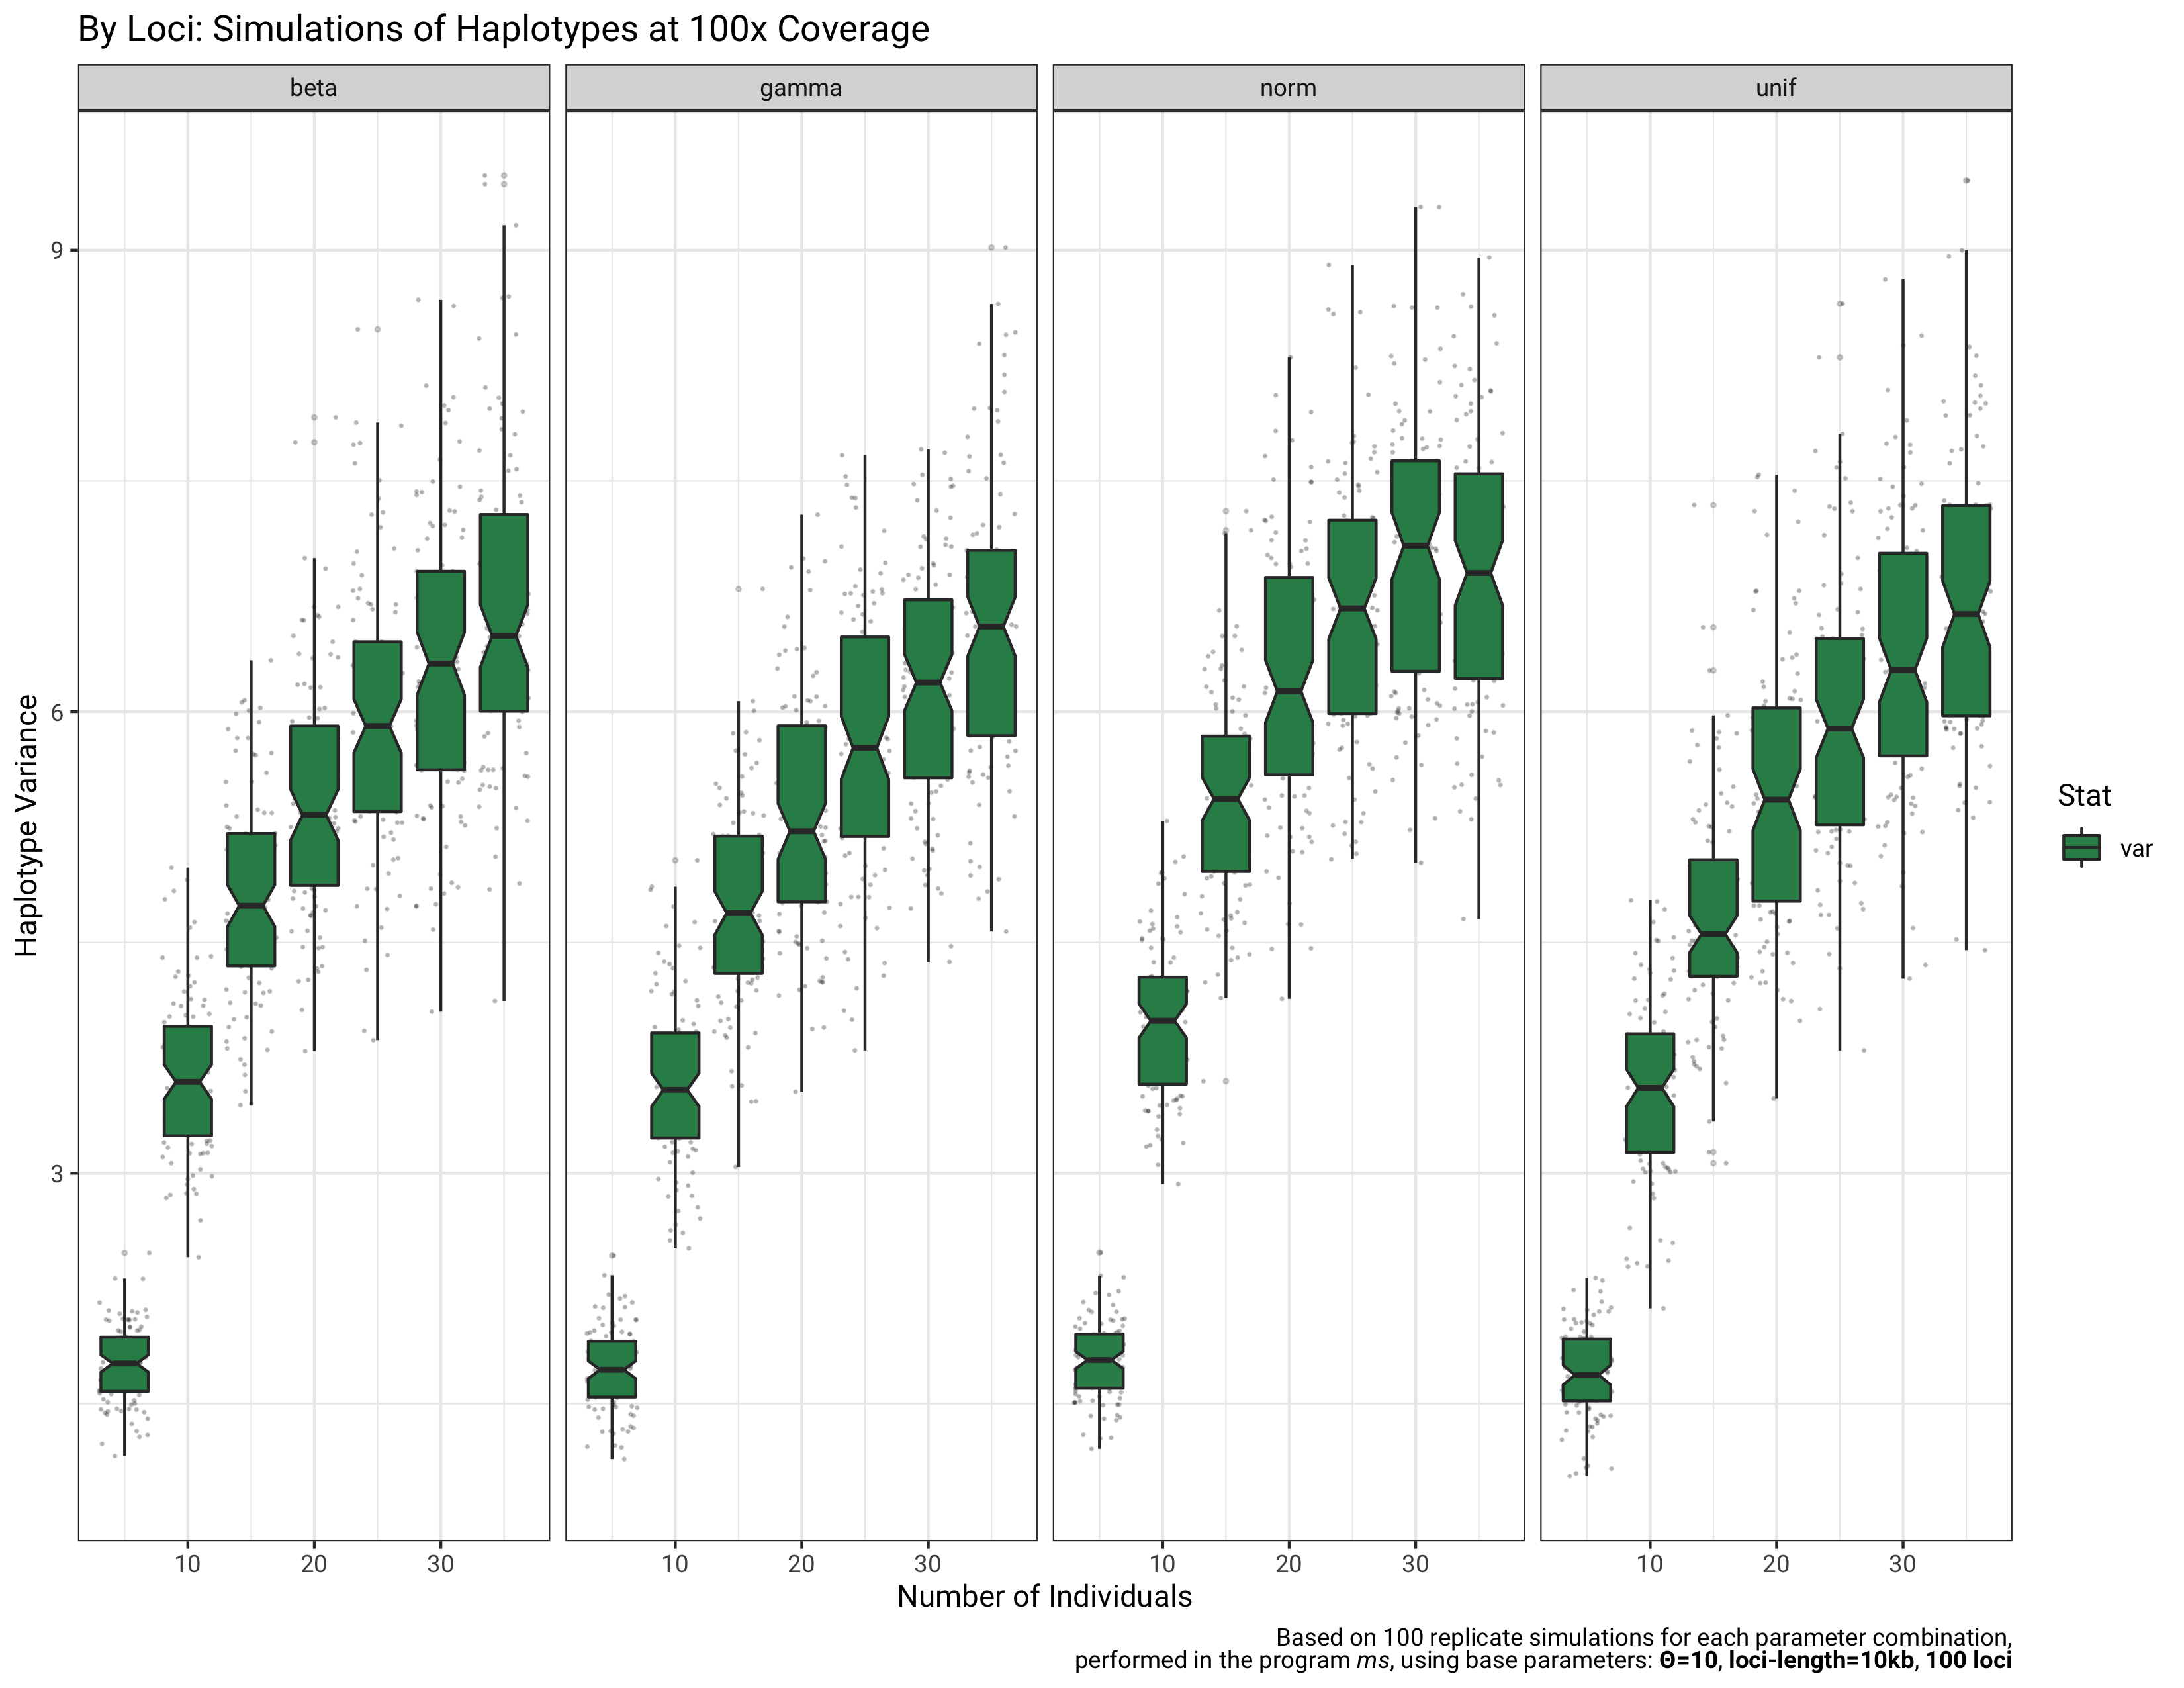 By Loci: Simulations of Haplotypes at 100x Coverage
beta
gamma
norm
unif
Haplotype Variance
9
6
3
10 20 30
10 20 30
10 20 30
10 20 30
Number of Individuals
Stat
var
Based on 100 replicate simulations for each parameter combination,
performed in the program ms, using base parameters: Θ=10, loci-length=10kb, 100 loci